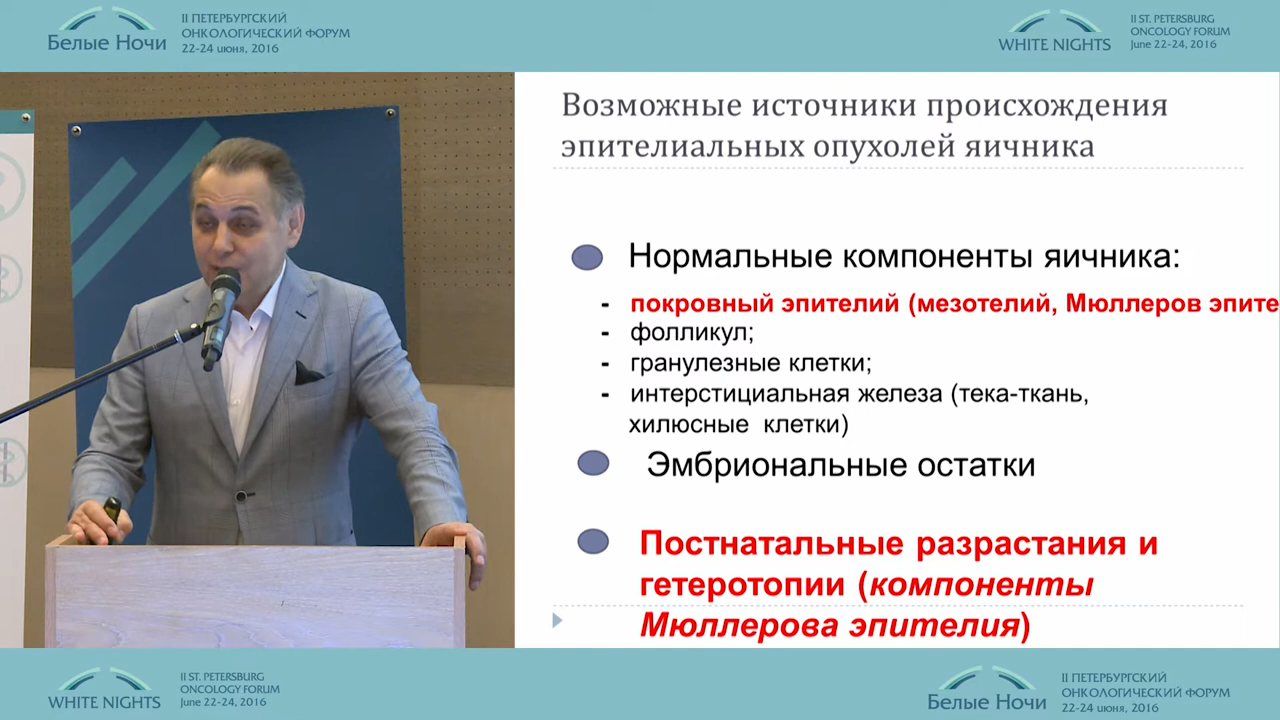 Белые Ночи
II ПЕТЕРБУРГСКИЙ
ОНКОЛОГИЧЕСКИЙ ФОРУМ
22-24 июня, 2016
WHITE NIGHTS
II ST. PETERSBURG
ONCOLOGY FORUM
June 22-24, 2016
Возможные источники происхождения
эпителиальных опухолей яичника
Нормальные компоненты яичника:
- покровный эпителий (мезотелий, Мюллеров эпите
- фолликул;
- гранулезные клетки;
- интерстициальная железа (тека-ткань,
хилюсные клетки)
Эмбриональные остатки
Постнатальные разрастания и
гетеротопии (компоненты
Мюллерова эпителия)
WHITE NIGHTS
II ST. PETERSBURG
ONCOLOGY FORUM
June 22-24, 2016
Белые Ночи
II ПЕТЕРБУРГСКИЙ
ОНКОЛОГИЧЕСКИЙ ФОРУМ
22-24 июня, 2016